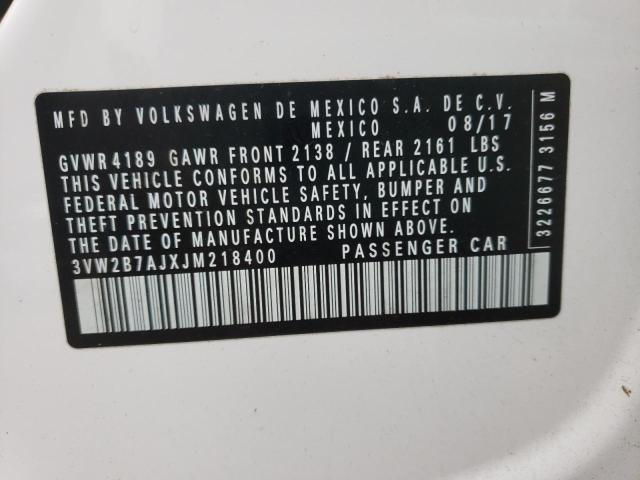 MFD BY VOLKSWAGEN DE MEXICO S.A. DE C.V.
MEXICO 08/17
GVWR4189 GAWR FRONT 2138 / REAR 2161 LBS
THIS VEHICLE CONFORMS TO ALL APPLICABLE U.S.
FEDERAL MOTOR VEHICLE SAFETY, BUMPER AND
THEFT PREVENTION STANDARDS IN EFFECT ON
THE DATE OF MANUFACTURE SHOWN ABOVE.
3VW2B7AJXJM218400 PASSENGER CAR
3226677 3156 M